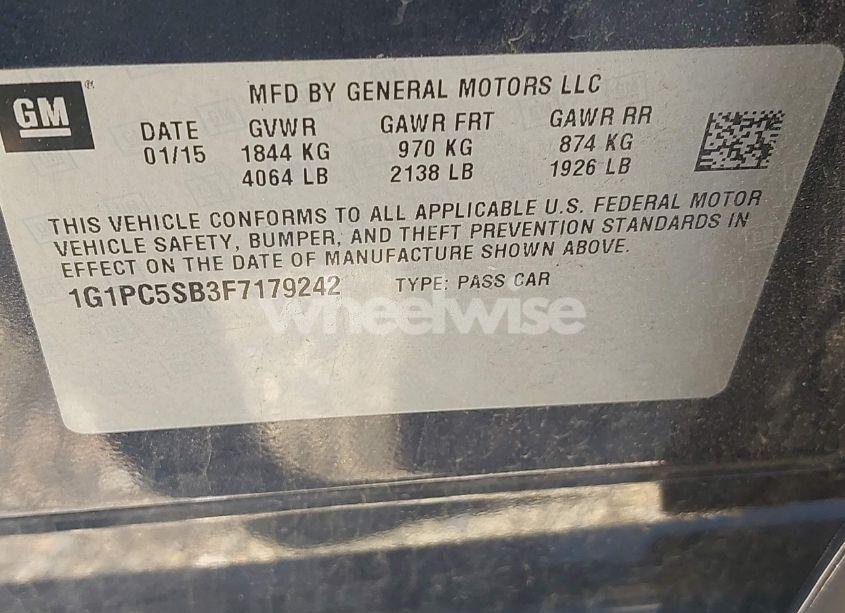 GM
MFD BY GENERAL MOTORS LLC
DATE GVWR GAWR FRT GAWR RR
01/15 1844 KG 970 KG 874 KG
4064 LB 2138 LB 1926 LB
THIS VEHICLE CONFORMS TO ALL APPLICABLE U.S. FEDERAL MOTOR
VEHICLE SAFETY, BUMPER, AND THEFT PREVENTION STANDARDS IN
EFFECT ON THE DATE OF MANUFACTURE SHOWN ABOVE.
1G1PC5SB3F7179242 TYPE: PASS CAR
wheelwise